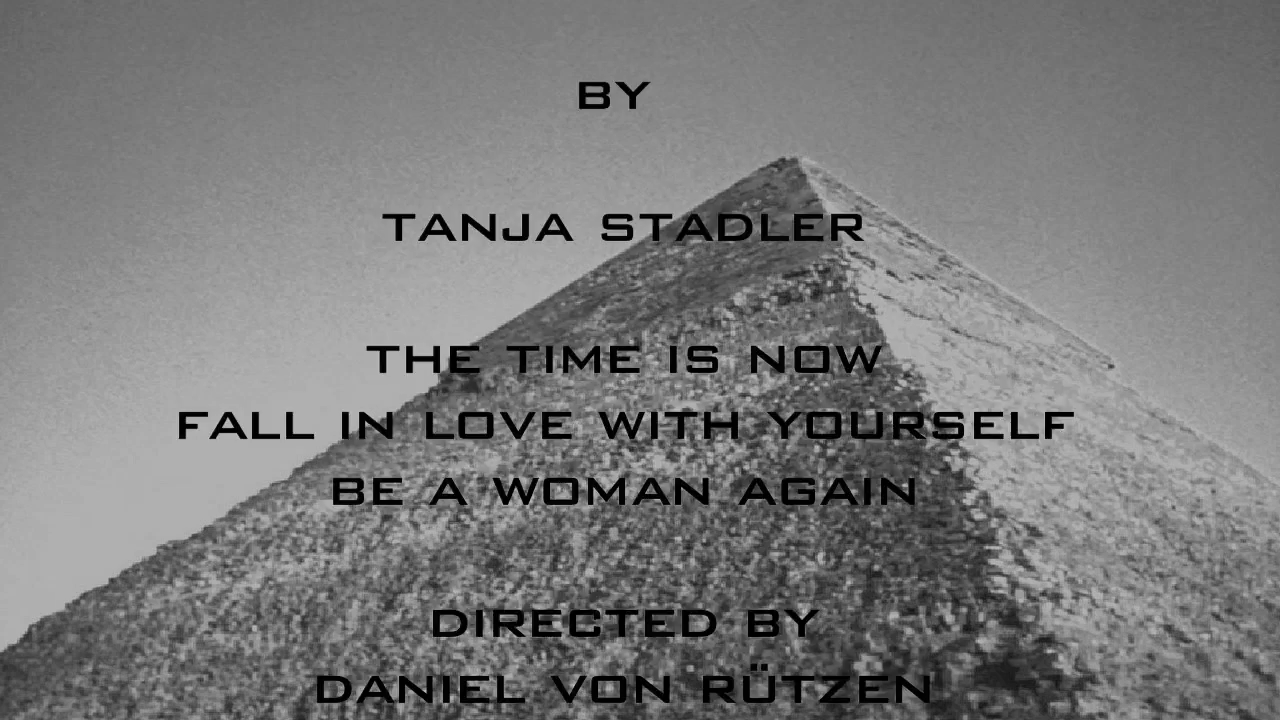 BY
TANJA STADLER
THE TIME IS NOW
FALL IN LOVE WITH YOURSELF
BE A WOMAN AGAIN
DIRECTED BY
DANIEL VON RÜTZEN